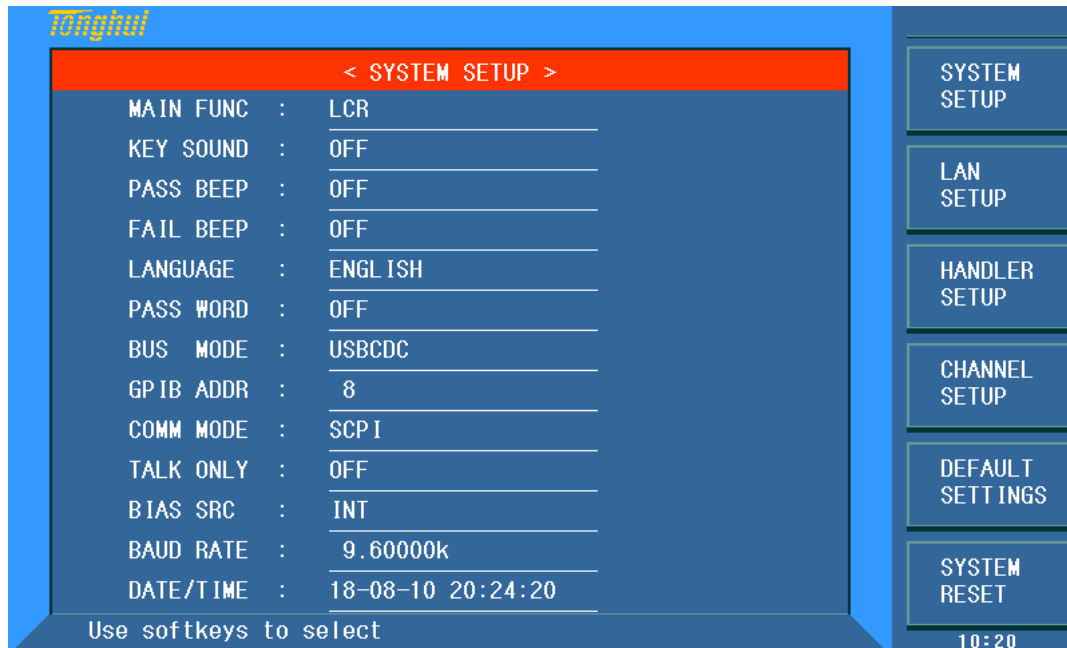 Tonghui
< SYSTEM SETUP >
MAIN FUNC : LCR
KEY SOUND : OFF
PASS BEEP : OFF
FAIL BEEP : OFF
LANGUAGE : ENGLISH
PASS WORD : OFF
BUS MODE : USBCDC
GPIB ADDR : 8
COMM MODE : SCPI
TALK ONLY : OFF
BIAS SRC : INT
BAUD RATE : 9.60000k
DATE/TIME : 18-08-10 20:24:20
Use softkeys to select
SYSTEM
SETUP
LAN
SETUP
HANDLER
SETUP
CHANNEL
SETUP
DEFAULT
SETTINGS
SYSTEM
RESET
10:20